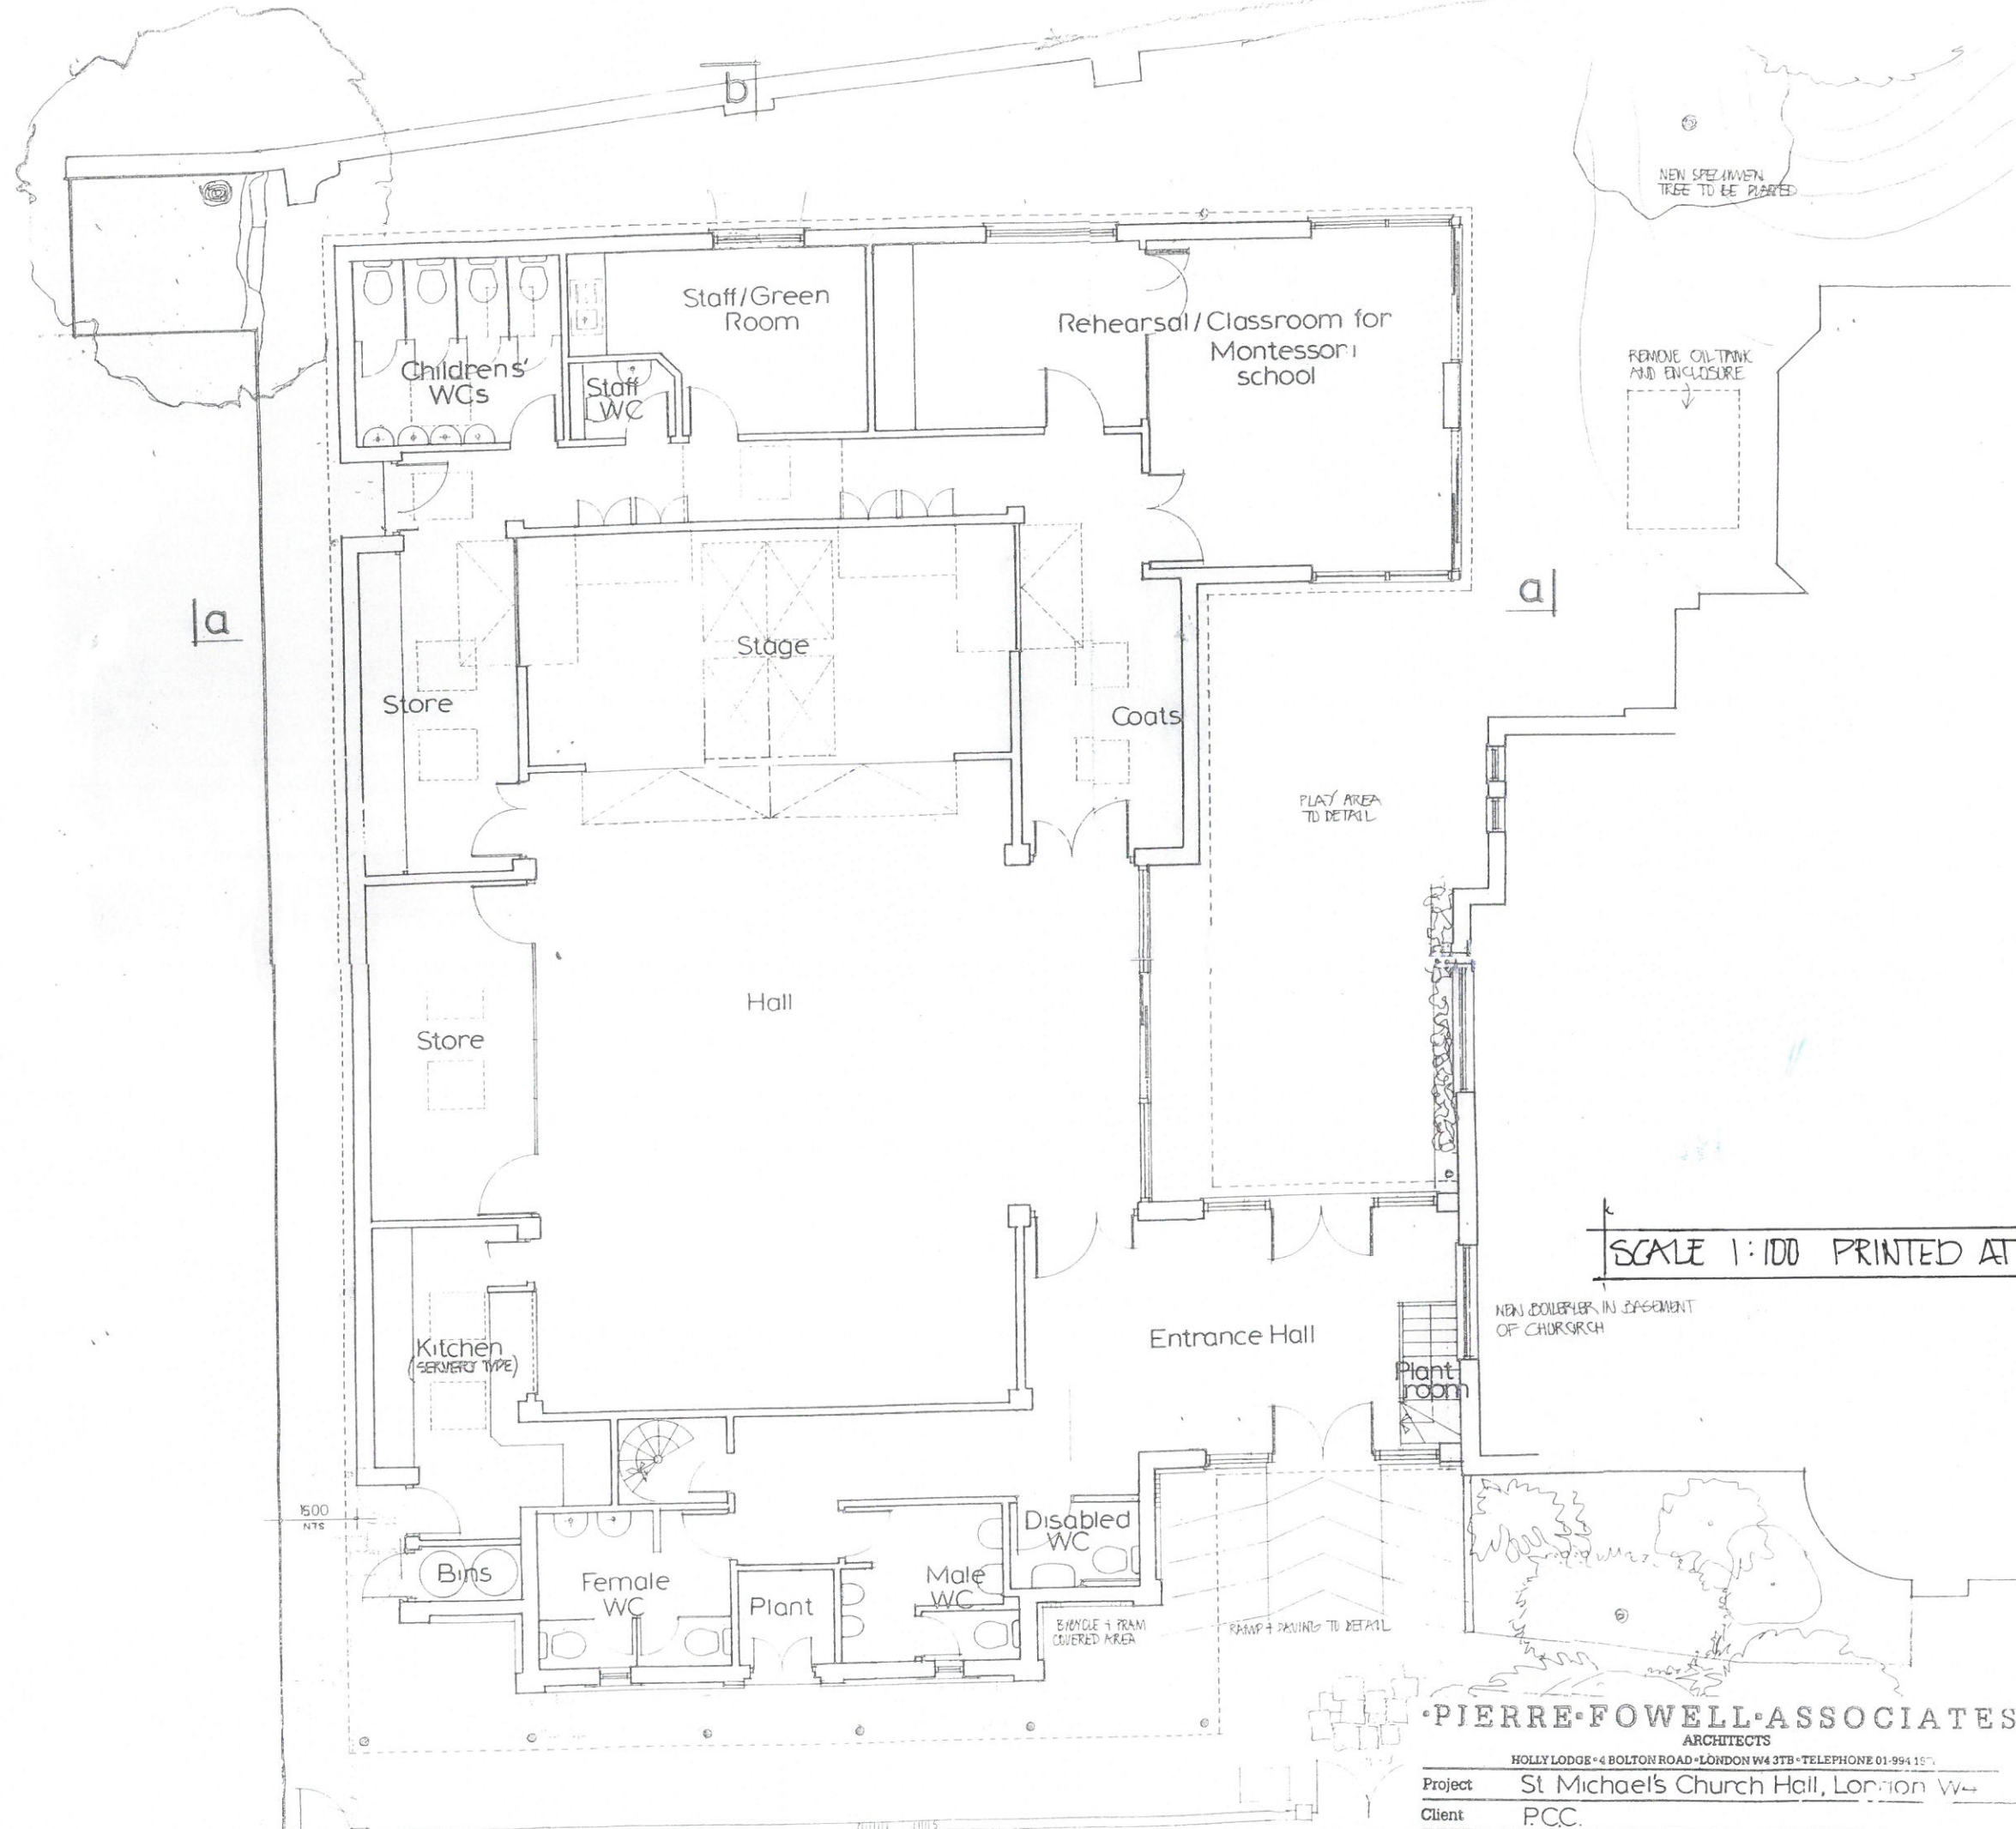 b
NEW SPECIMEN
TREE TO BE PLANTED
Staff/Green
Room
Rehearsal/Classroom for
Montessori
school
REMOVE OIL TANK
AND ENCLOSURE
Childrens'
WCs
Staff
WC
a
a
Stage
Store
Coats
PLAY AREA
TO DETAIL
Hall
Store
SCALE 1:100 PRINTED AT
NEW BOILERLER IN BASEMENT
OF CHURCRCH
Entrance Hall
Kitchen
(SERVERY TYPE)
Plant
room
1500
NTS
Disabled
WC
Bins
Female
WC
Male
WC
Plant
BICYCLE & PRAM
COVERED AREA
RAMP & PAVING TO DETAIL
•PIERRE•FOWELL•ASSOCIATES
ARCHITECTS
HOLLY LODGE•4 BOLTON ROAD•LONDON W4 3TB•TELEPHONE 01-994
Project St Michael's Church Hall, London W4
Client P.C.C.